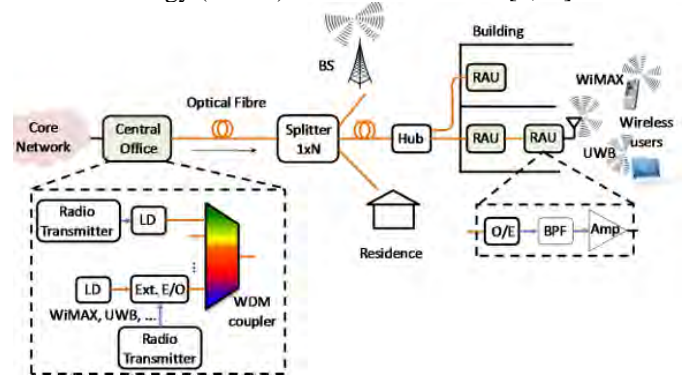 Building
BS
RAU
WiMAX
Optical Fibre
Core
Network
Central
Office
Splitter
1xN
Hub
RAU
RAU
Wireless
users
UWB
Radio
Transmitter
LD
O/E
BPF
Amp
Residence
LD
Ext. E/O
WDM
coupler
WiMAX, UWB, ...
Radio
Transmitter